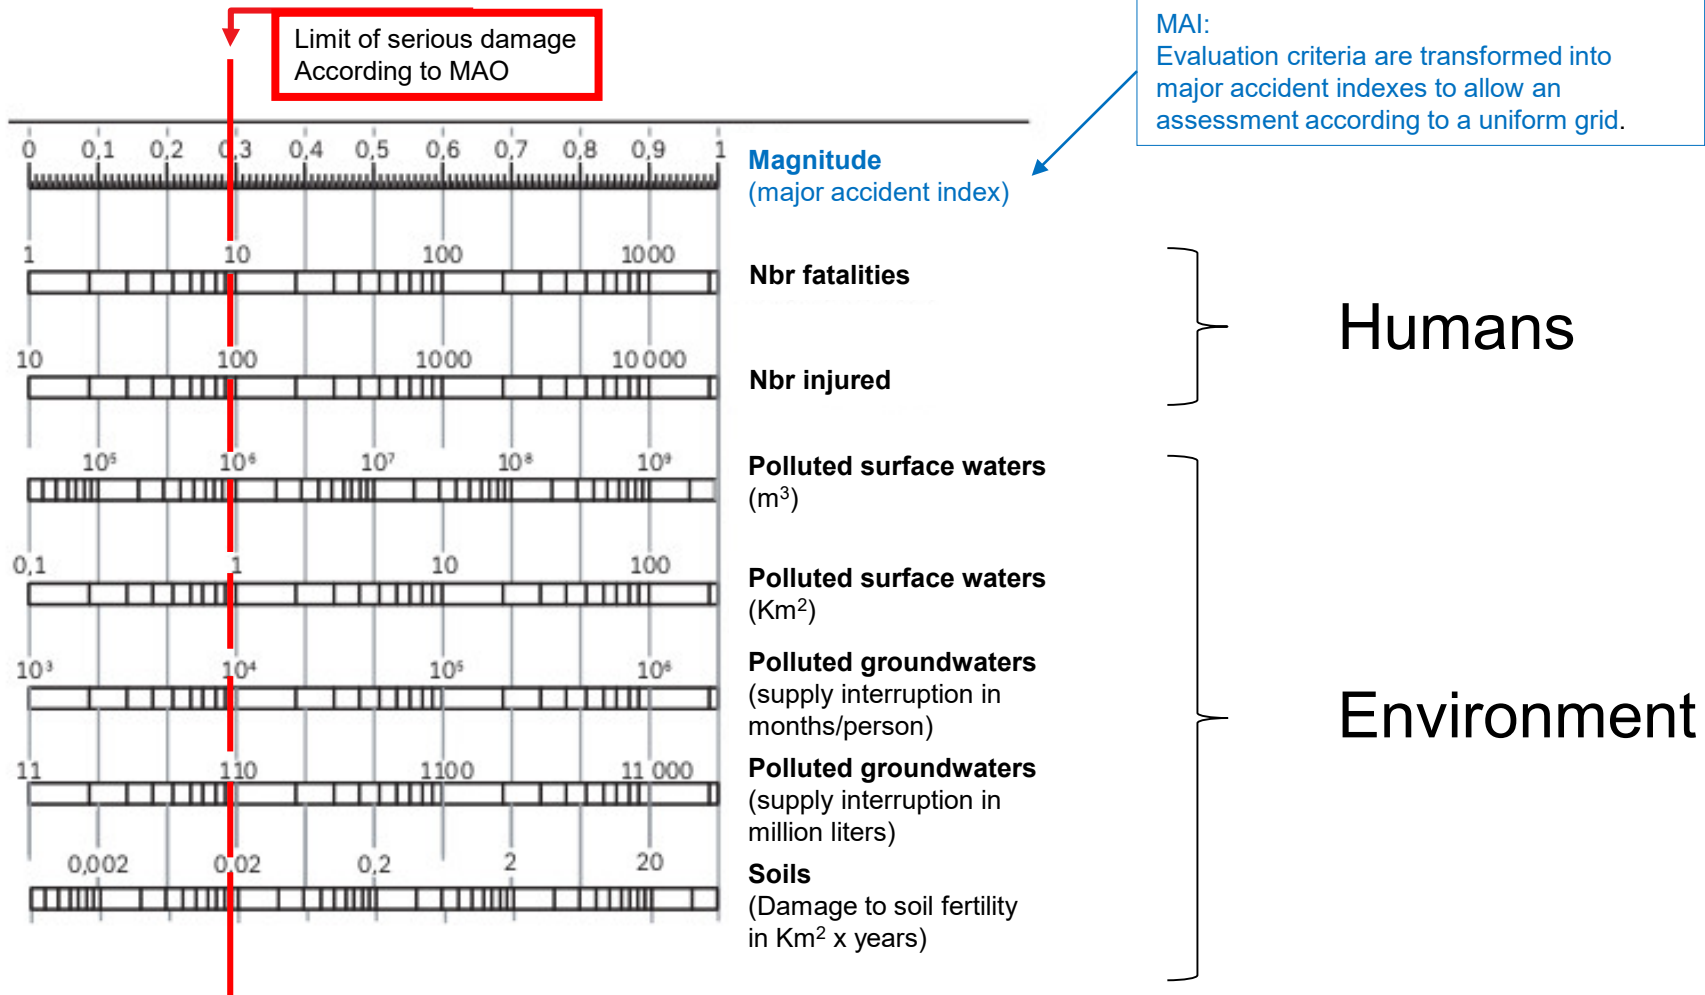 Limit of serious damage
According to MAO
MAI:
Evaluation criteria are transformed into
major accident indexes to allow an
assessment according to a uniform grid.
0 0,1 0,2 0,3 0,4 0,5 0,6 0,7 0,8 0,9 1
Magnitude
(major accident index)
1 10 100 1000
Nbr fatalities
Humans
10 100 1000 10 000
Nbr injured
10⁵ 10⁶ 10⁷ 10⁸ 10⁹
Polluted surface waters
(m³)
0,1 1 10 100
Polluted surface waters
(Km²)
10³ 10⁴ 10⁵ 10⁶
Polluted groundwaters
(supply interruption in
months/person)
Environment
11 110 1100 11 000
Polluted groundwaters
(supply interruption in
million liters)
0,002 0,02 0,2 2 20
Soils
(Damage to soil fertility
in Km² x years)